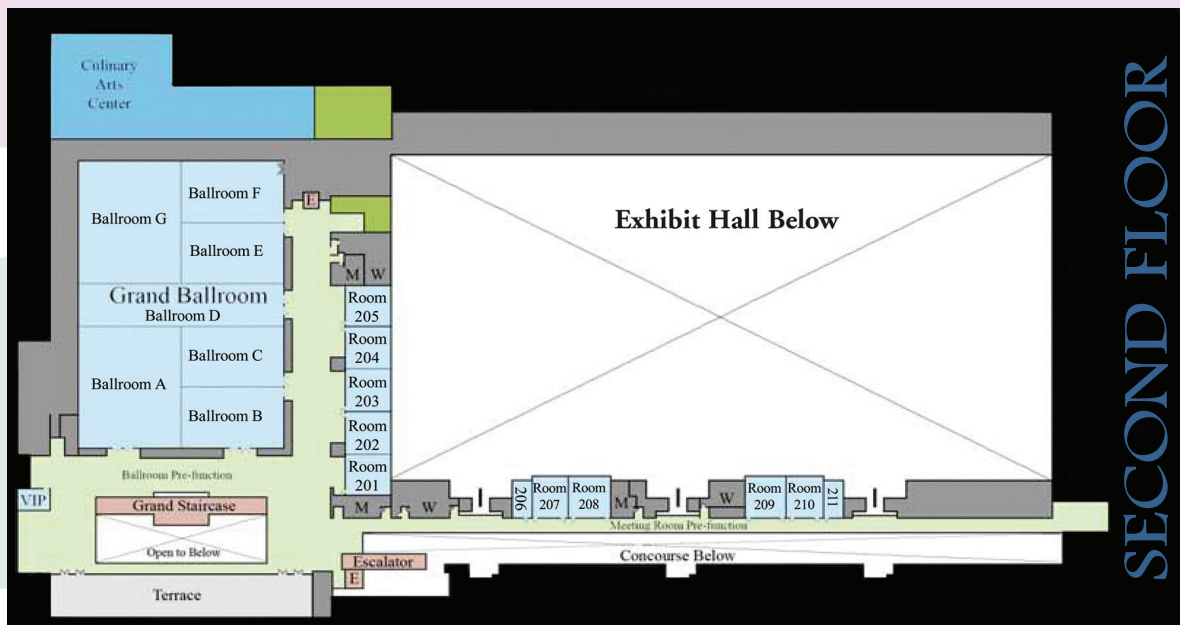 Culinary
Arts
Center
Ballroom F
Ballroom G
E
Exhibit Hall Below
Ballroom E
M W
Grand Ballroom
Ballroom D
Room
205
Room
204
Ballroom C
Ballroom A
Room
203
Ballroom B
Room
202
Room
201
Ballroom Pre-function
VIP
Grand Staircase
M W
206
Room
207
Room
208
M
W
Room
209
Room
210
211
Meeting Room Pre-function
Open to Below
Escalator
E
Concourse Below
Terrace
SECOND FLOOR